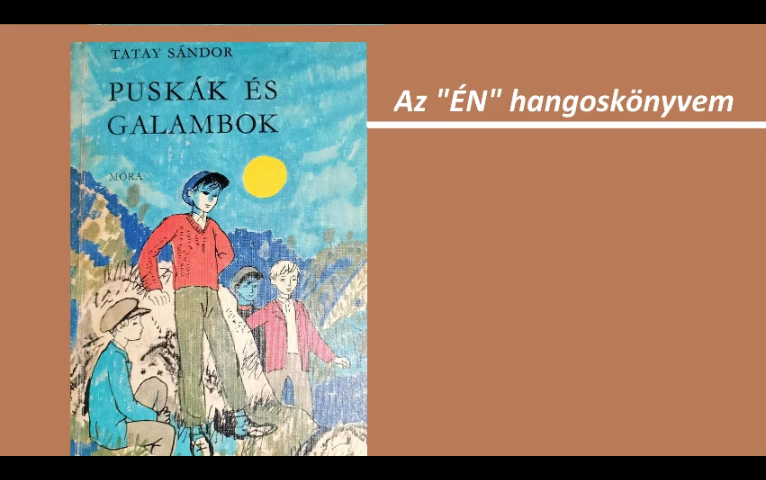 TATAY SÁNDOR
PUSKÁK ÉS
GALAMBOK
MÓRA
Az "ÉN" hangoskönyvem